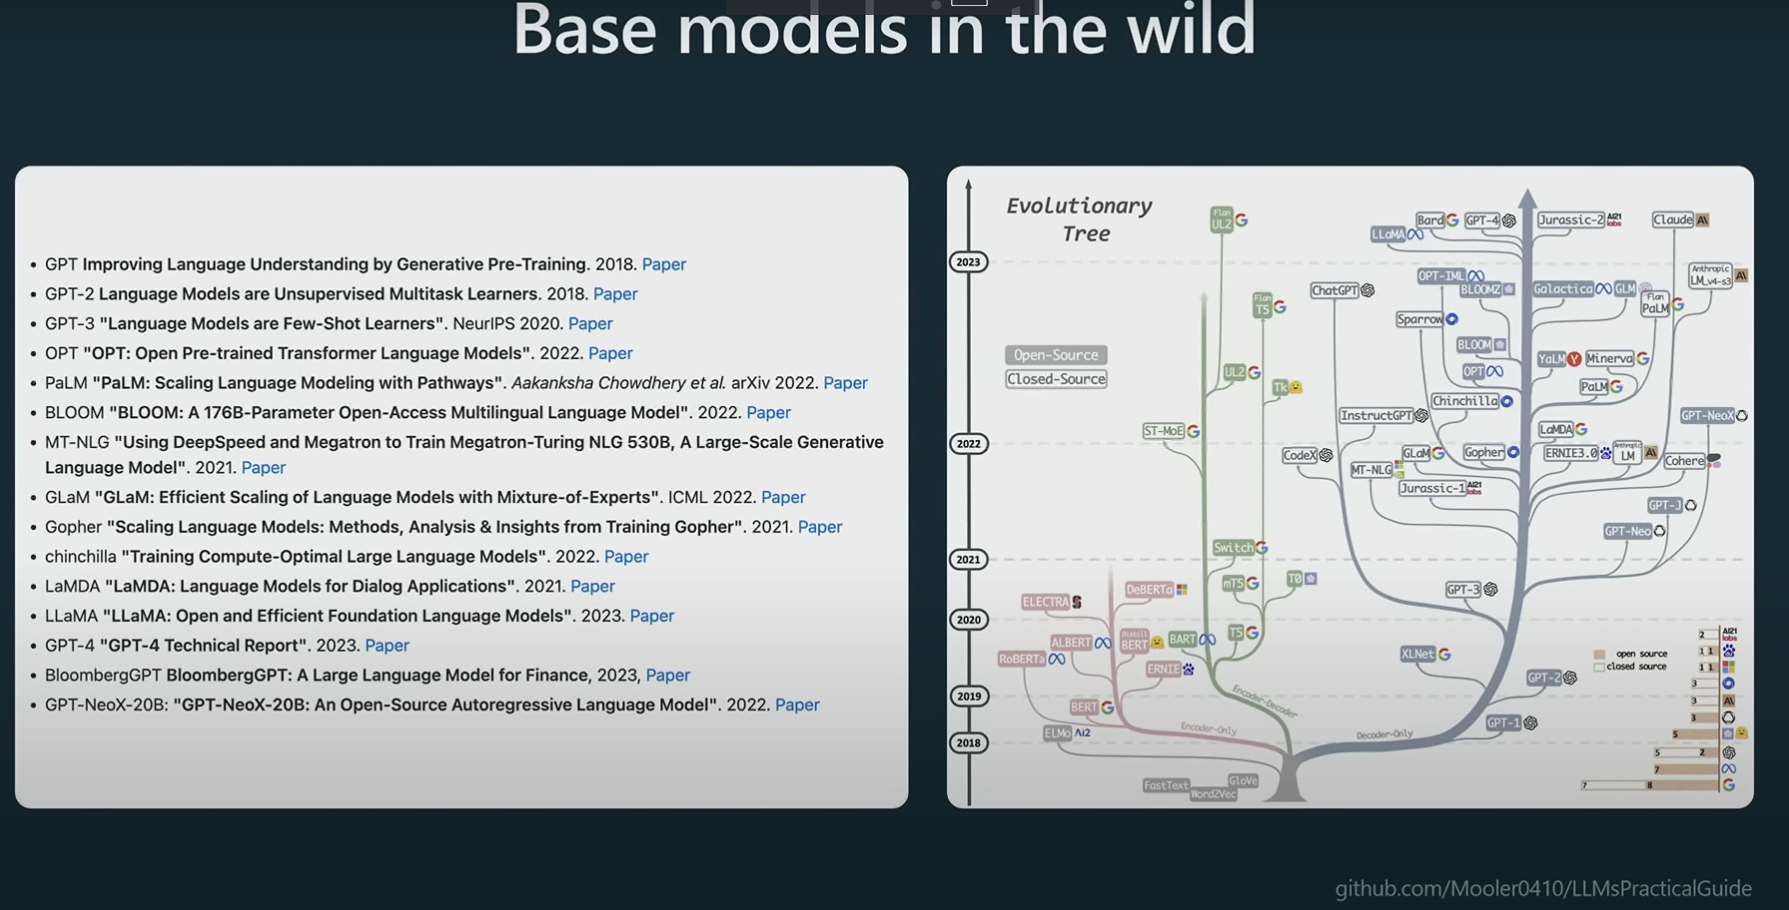 Base models in the wild
• GPT Improving Language Understanding by Generative Pre-Training. 2018. Paper
• GPT-2 Language Models are Unsupervised Multitask Learners. 2018. Paper
• GPT-3 "Language Models are Few-Shot Learners". NeurIPS 2020. Paper
• OPT "OPT: Open Pre-trained Transformer Language Models". 2022. Paper
• PaLM "PaLM: Scaling Language Modeling with Pathways". Aakanksha Chowdhery et al. arXiv 2022. Paper
• BLOOM "BLOOM: A 176B-Parameter Open-Access Multilingual Language Model". 2022. Paper
• MT-NLG "Using DeepSpeed and Megatron to Train Megatron-Turing NLG 530B, A Large-Scale Generative
Language Model". 2021. Paper
• GLaM "GLaM: Efficient Scaling of Language Models with Mixture-of-Experts". ICML 2022. Paper
• Gopher "Scaling Language Models: Methods, Analysis & Insights from Training Gopher". 2021. Paper
• chinchilla "Training Compute-Optimal Large Language Models". 2022. Paper
• LaMDA "LaMDA: Language Models for Dialog Applications". 2021. Paper
• LLaMA "LLaMA: Open and Efficient Foundation Language Models". 2023. Paper
• GPT-4 "GPT-4 Technical Report". 2023. Paper
• BloombergGPT BloombergGPT: A Large Language Model for Finance, 2023, Paper
• GPT-NeoX-20B: "GPT-NeoX-20B: An Open-Source Autoregressive Language Model". 2022. Paper
Evolutionary
Tree
Flan
UL2
Bard
GPT-4
Jurassic-2
AI21
labs
Claude
A\
LLaMA
2023
OPT-IML
BLOOMZ
Galactica
GLM
Anthropic
LM_v4-s3
A\
ChatGPT
Flan
T5
Flan
PaLM
Sparrow
Open-Source
Closed-Source
BLOOM
YaLM
Y
Minerva
UL2
OPT
Tk
PaLM
Chinchilla
InstructGPT
GPT-NeoX
ST-MoE
LaMDA
2022
CodeX
GLaM
Gopher
ERNIE3.0
Anthropic
LM
A\
Cohere
MT-NLG
Jurassic-1
AI21
labs
GPT-J
GPT-Neo
Switch
2021
mT5
T0
DeBERTa
GPT-3
ELECTRA
2020
ALBERT
Distill
BERT
BART
T5
RoBERTa
ERNIE
XLNet
GPT-2
2019
BERT
Encoder-Decoder
GPT-1
ELMo
AI2
Encoder-Only
Decoder-Only
2018
FastText
GloVe
Word2Vec
open source
closed source
2
AI21
labs
1 1
1 1
3
3
A\
3
5
5 2
7
7 8
github.com/Mooler0410/LLMsPracticalGuide